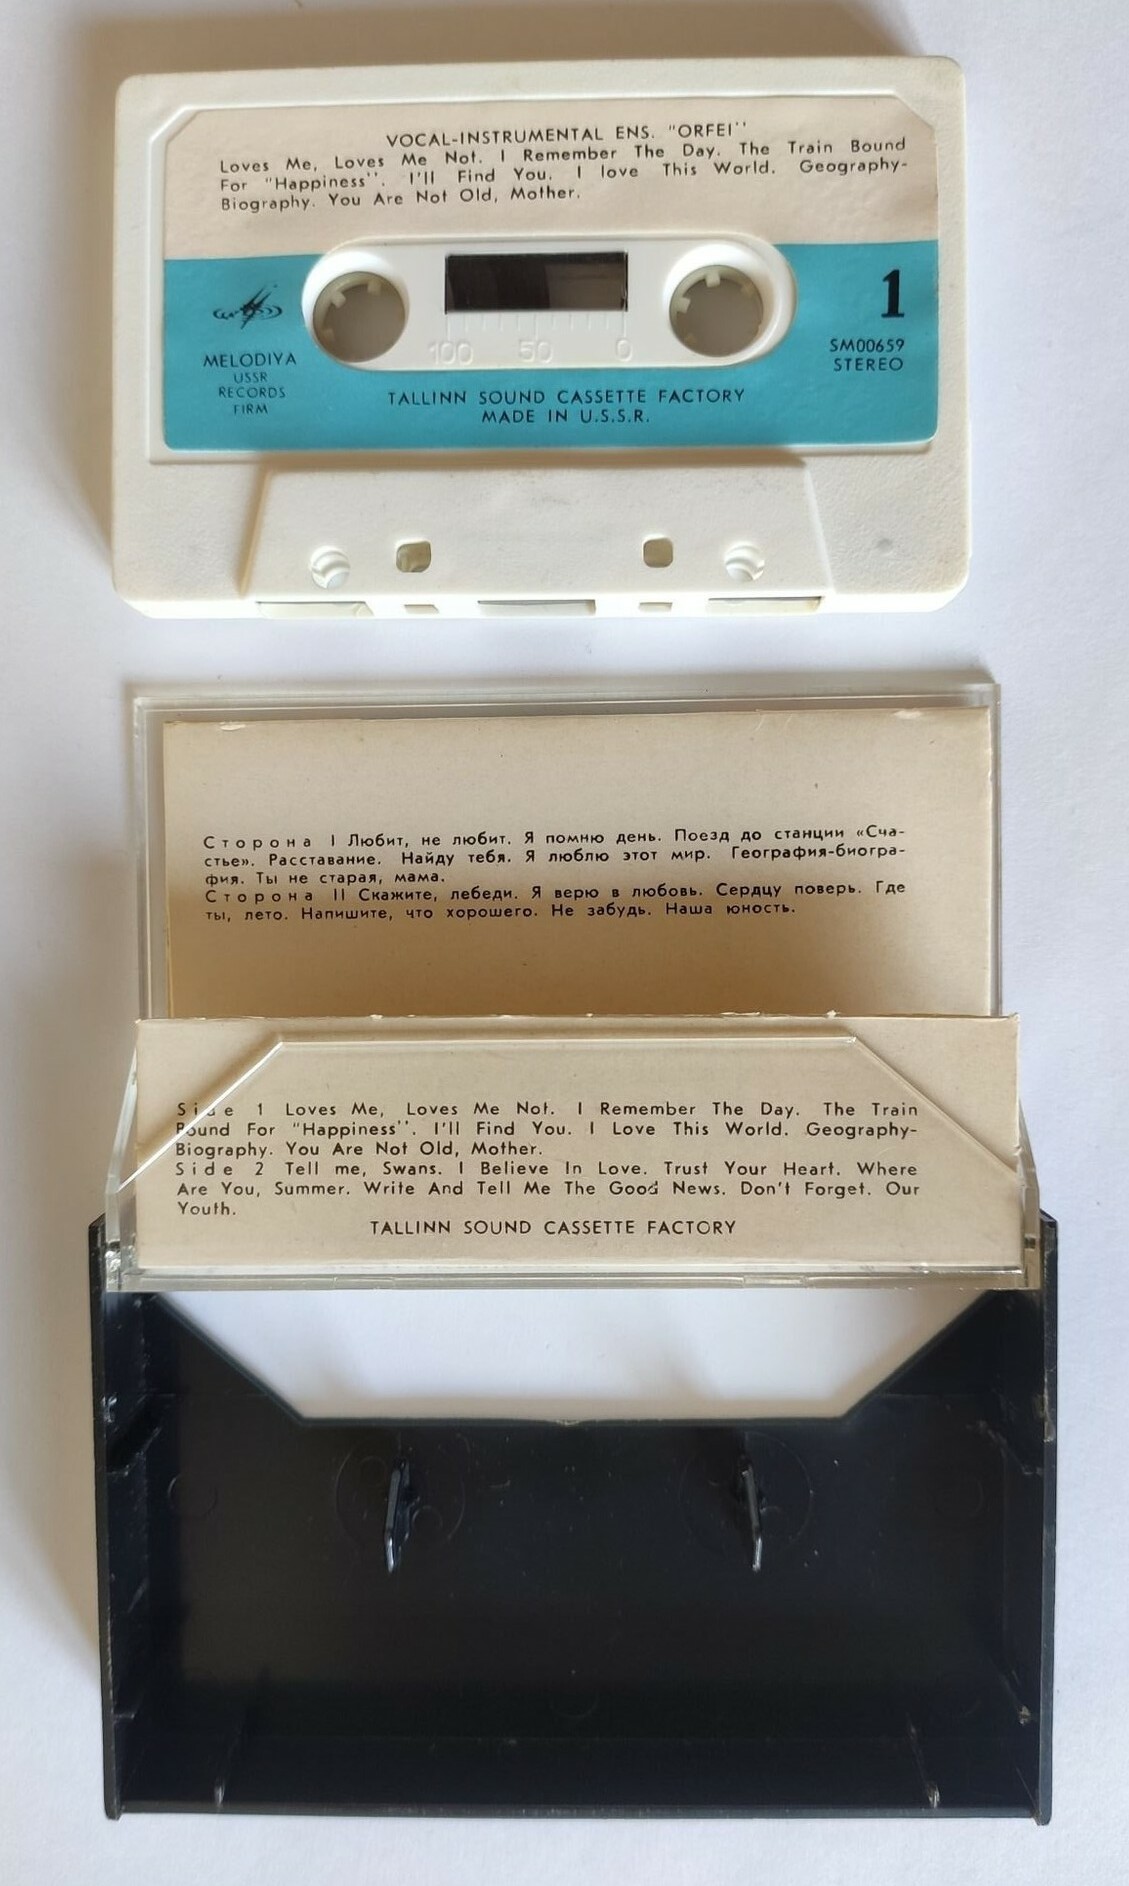 VOCAL-INSTRUMENTAL ENS. "ORFEI"
Loves Me, Loves Me Not. I Remember The Day. The Train Bound
For "Happiness". I'll Find You. I love This World. Geography-
Biography. You Are Not Old, Mother.
1
MELODIYA
USSR
RECORDS
FIRM
100 50 0
SM00659
STEREO
TALLINN SOUND CASSETTE FACTORY
MADE IN U.S.S.R.
Сторона I Любит, не любит. Я помню день. Поезд до станции «Сча-
стье». Расставание. Найду тебя. Я люблю этот мир. География-биогра-
фия. Ты не старая, мама.
Сторона II Скажите, лебеди. Я верю в любовь. Сердцу поверь. Где
ты, лето. Напишите, что хорошего. Не забудь. Наша юность.
Side 1 Loves Me, Loves Me Not. I Remember The Day. The Train
Bound For "Happiness". I'll Find You. I Love This World. Geography-
Biography. You Are Not Old, Mother.
Side 2 Tell me, Swans. I Believe In Love. Trust Your Heart. Where
Are You, Summer. Write And Tell Me The Good News. Don't Forget. Our
Youth.
TALLINN SOUND CASSETTE FACTORY